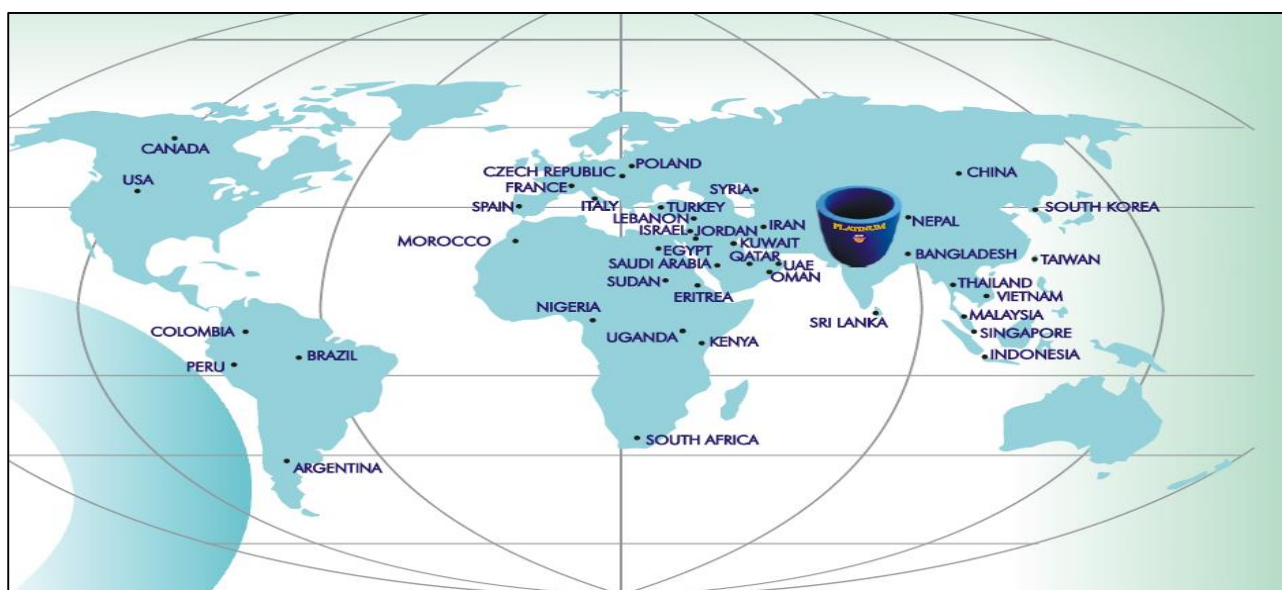 CANADA
USA
CZECH REPUBLIC
POLAND
FRANCE
SPAIN
ITALY
TURKEY
SYRIA
CHINA
LEBANON
ISRAEL
JORDAN
IRAN
PLATINUM
NEPAL
SOUTH KOREA
MOROCCO
EGYPT
KUWAIT
SAUDI ARABIA
QATAR
UAE
OMAN
BANGLADESH
TAIWAN
SUDAN
ERITREA
THAILAND
VIETNAM
NIGERIA
SRI LANKA
MALAYSIA
COLOMBIA
UGANDA
KENYA
SINGAPORE
PERU
BRAZIL
INDONESIA
SOUTH AFRICA
ARGENTINA